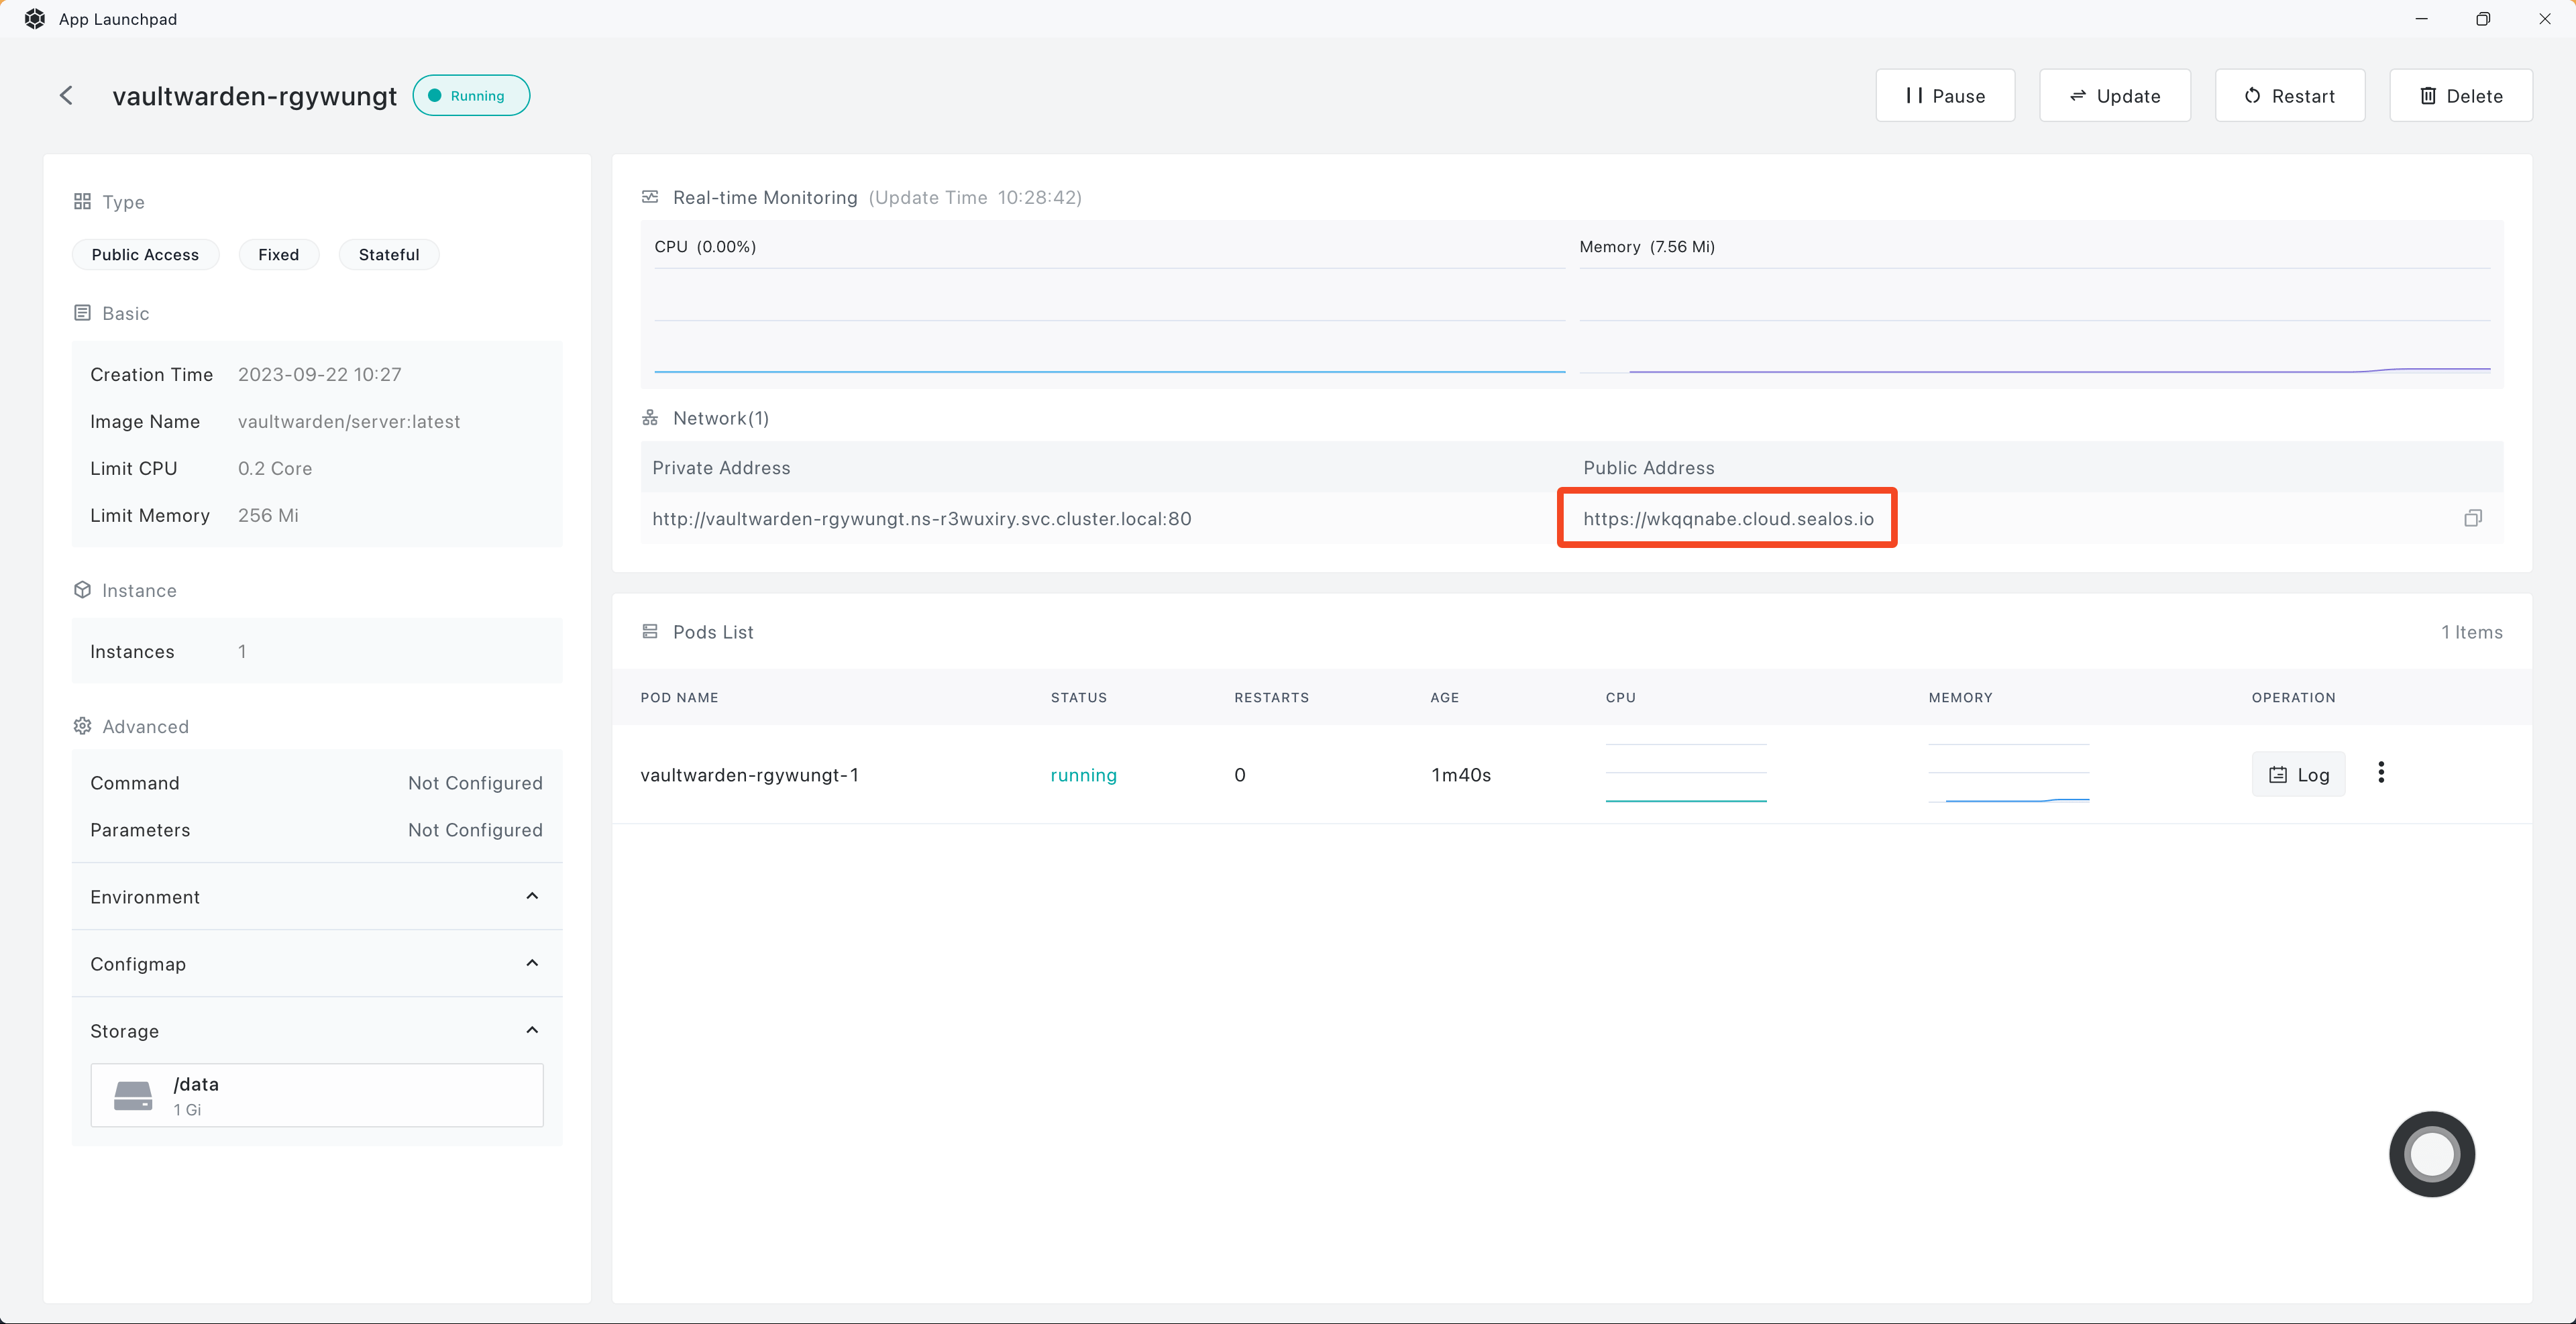 App Launchpad
vaultwarden-rgywungt
Running
Pause
Update
Restart
Delete
Type
Public Access
Fixed
Stateful
Basic
Creation Time 2023-09-22 10:27
Image Name vaultwarden/server:latest
Limit CPU 0.2 Core
Limit Memory 256 Mi
Instance
Instances 1
Advanced
Command Not Configured
Parameters Not Configured
Environment
Configmap
Storage
/data
1 Gi
Real-time Monitoring (Update Time 10:28:42)
CPU (0.00%)
Memory (7.56 Mi)
Network(1)
Private Address Public Address
http://vaultwarden-rgywungt.ns-r3wuxiry.svc.cluster.local:80 https://wkqqnabe.cloud.sealos.io
Pods List 1 Items
POD NAME STATUS RESTARTS AGE CPU MEMORY OPERATION
vaultwarden-rgywungt-1 running 0 1m40s Log